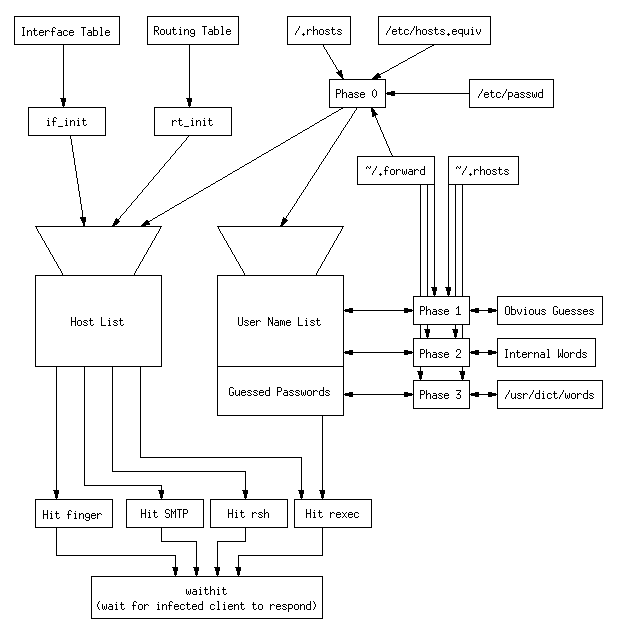 Interface Table
Routing Table
/.rhosts
/etc/hosts.equiv
Phase 0
/etc/passwd
if_init
rt_init
~/.forward
~/.rhosts
Host List
User Name List
Phase 1
Obvious Guesses
Phase 2
Internal Words
Guessed Passwords
Phase 3
/usr/dict/words
Hit finger
Hit SMTP
Hit rsh
Hit rexec
waithit
(wait for infected client to respond)